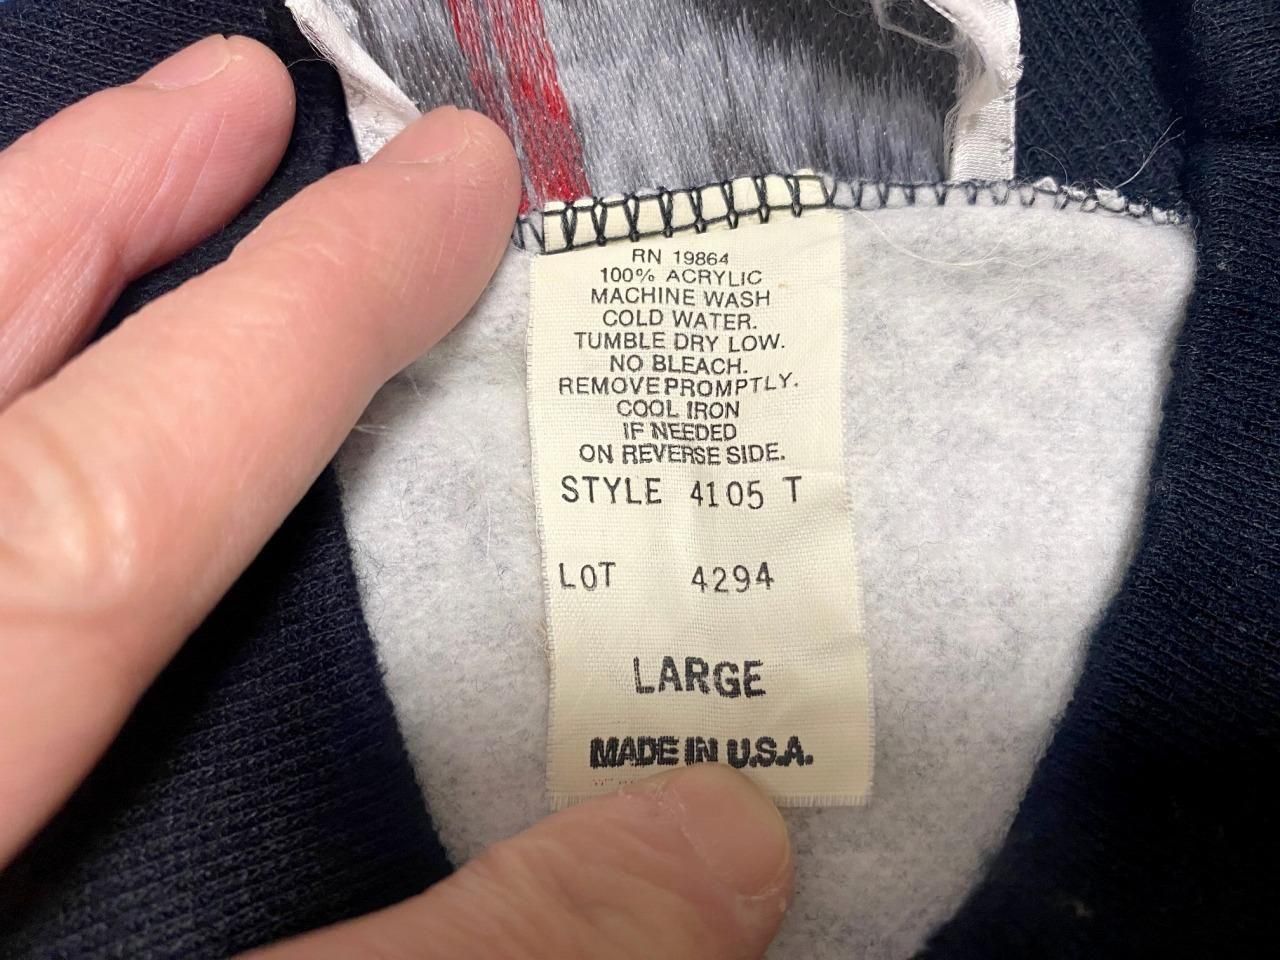 RN 19864
100% ACRYLIC
MACHINE WASH
COLD WATER.
TUMBLE DRY LOW.
NO BLEACH.
REMOVE PROMPTLY.
COOL IRON
IF NEEDED
ON REVERSE SIDE.
STYLE 4105 T
LOT 4294
LARGE
MADE IN U.S.A.